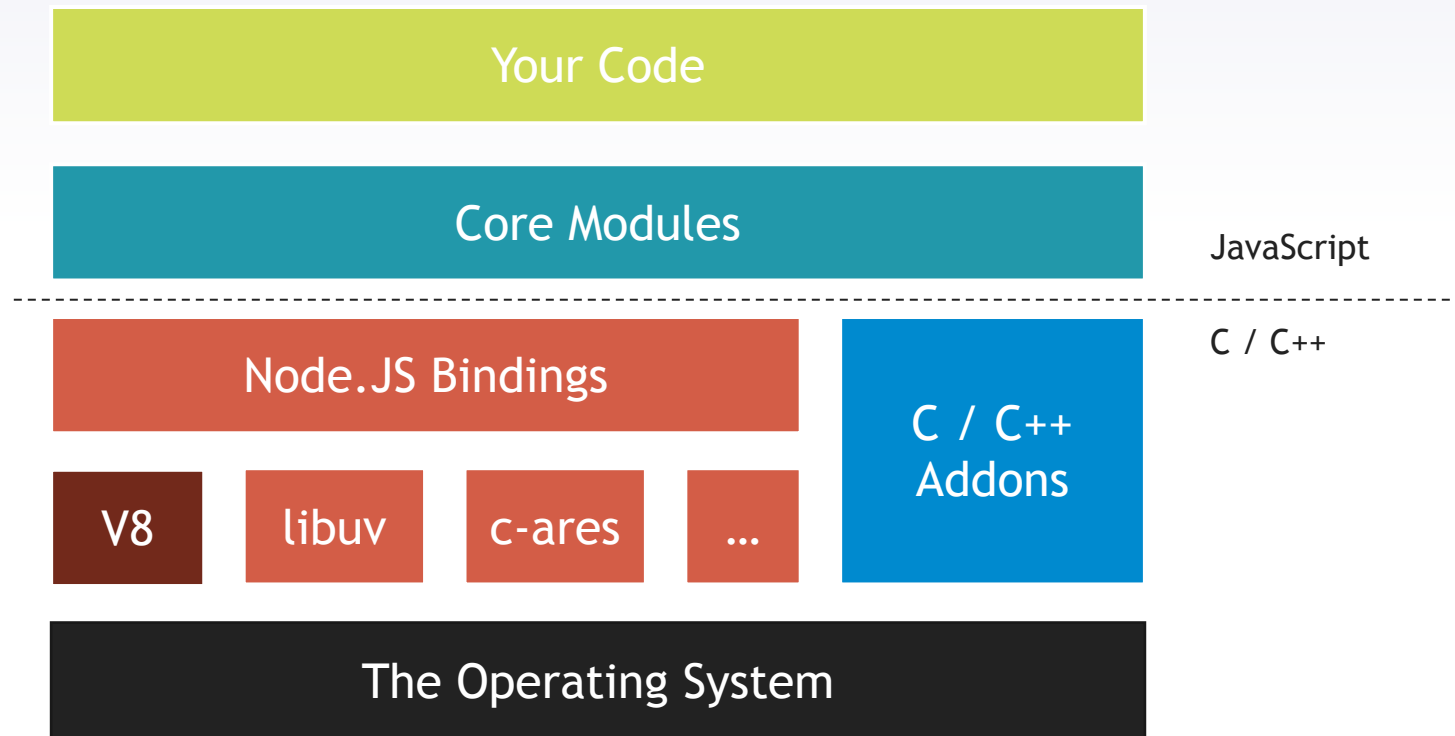 Your Code
Core Modules
JavaScript
C / C++
Node.JS Bindings
C / C++
Addons
V8
libuv
c-ares
…
The Operating System